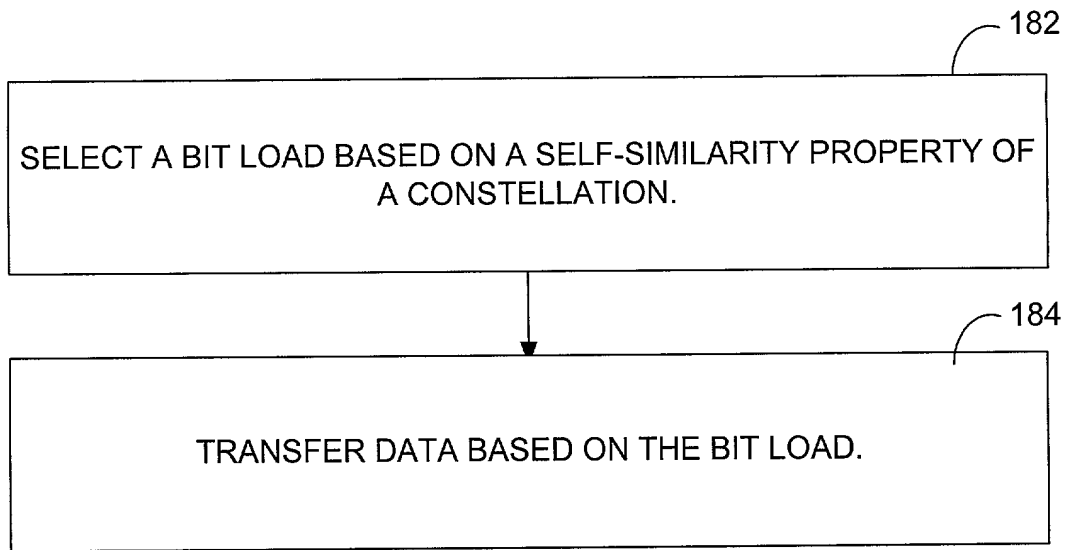 182
SELECT A BIT LOAD BASED ON A SELF-SIMILARITY PROPERTY OF
A CONSTELLATION.
184
TRANSFER DATA BASED ON THE BIT LOAD.